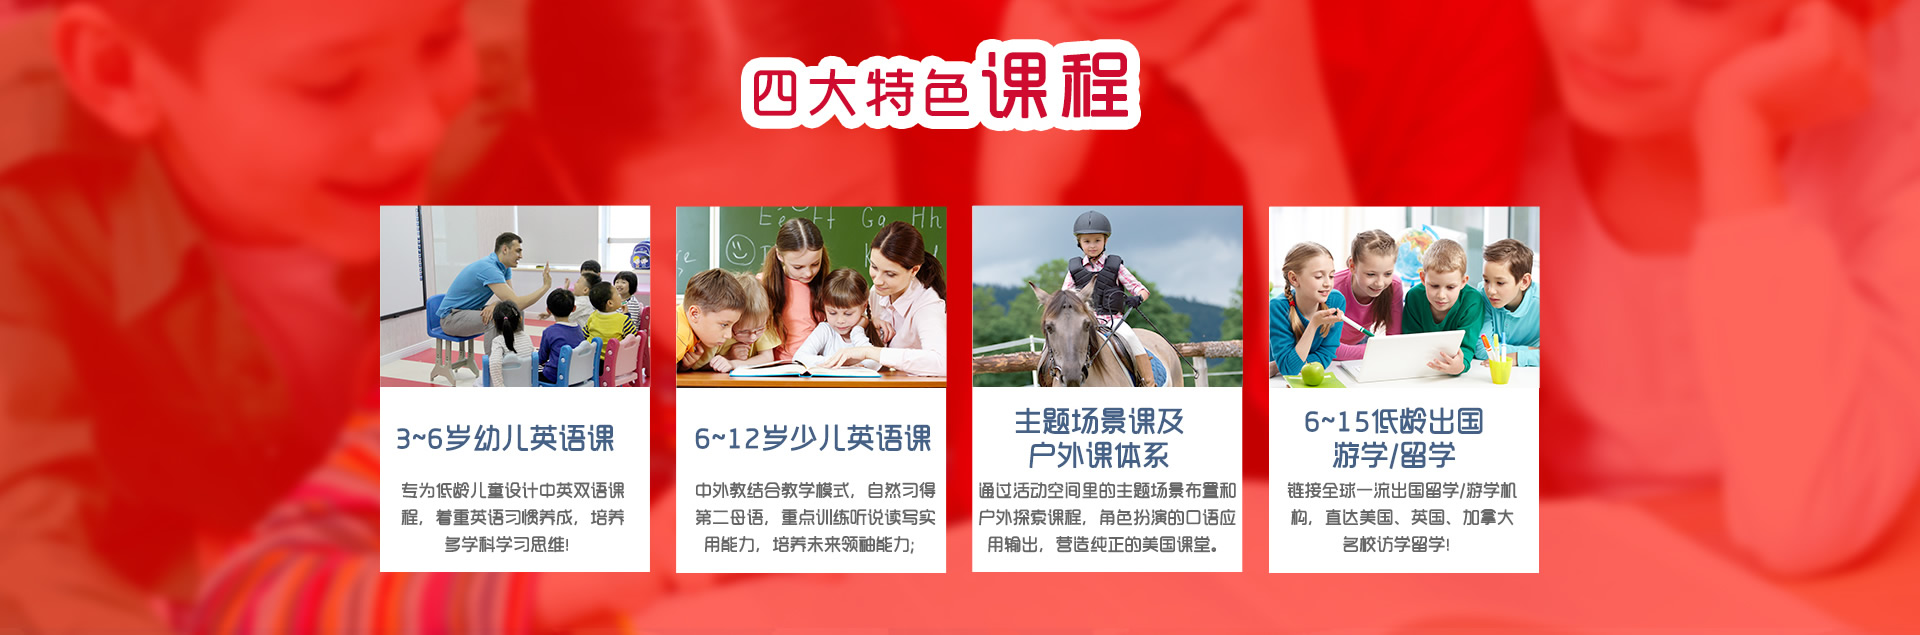 四大特色课程
3~6岁幼儿英语课
专为低龄儿童设计中英双语课
程，着重英语习惯养成，培养
多学科学习思维!
6~12岁少儿英语课
中外教结合教学模式，自然习得
第二母语，重点训练听说读写实
用能力，培养未来领袖能力;
主题场景课及
户外课体系
通过活动空间里的主题场景布置和
户外探索课程，角色扮演的口语应
用输出，营造纯正的美国课堂。
6~15低龄出国
游学/留学
链接全球一流出国留学/游学机
构，直达美国、英国、加拿大
名校访学留学!